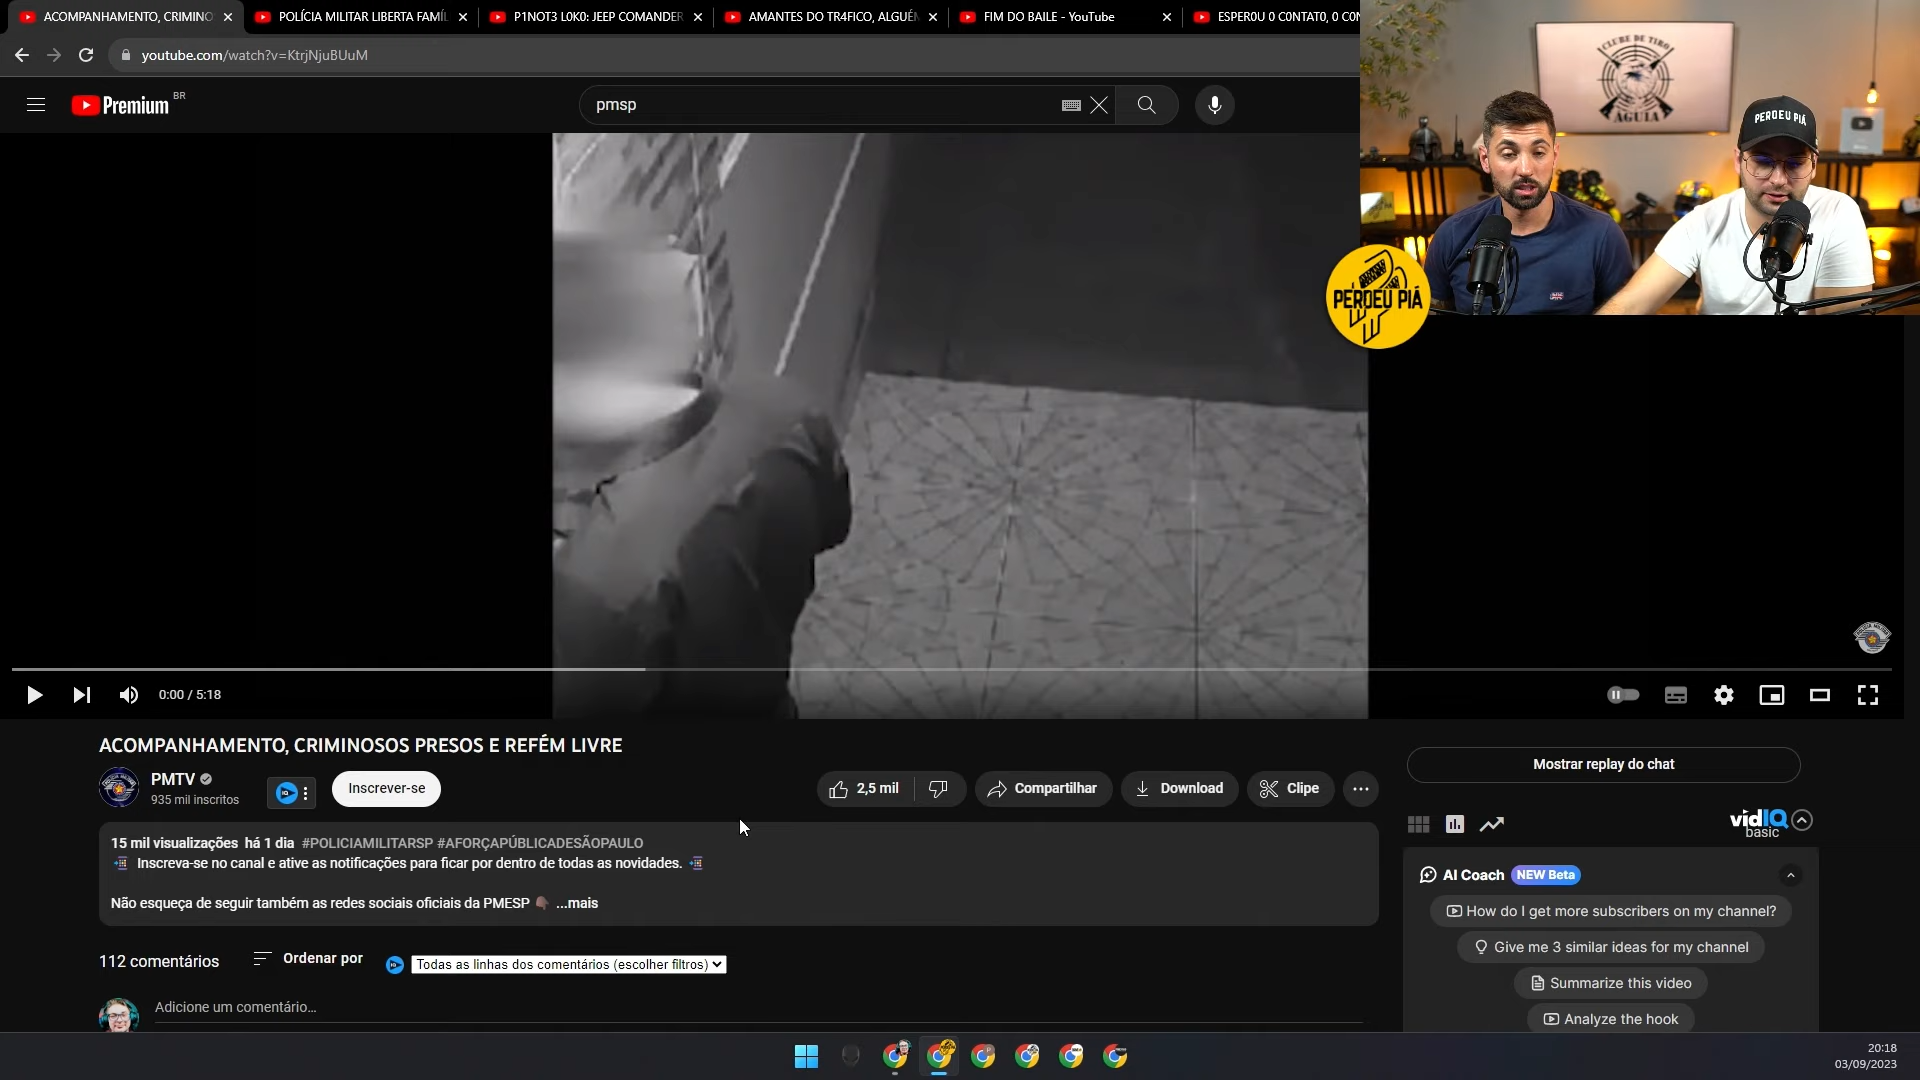 ACOMPANHAMENTO, CRIMINO
POLÍCIA MILITAR LIBERTA FAMÍL
P1NOT3 L0K0: JEEP COMANDER
AMANTES DO TR4FICO, ALGUÉN
FIM DO BAILE - YouTube
ESPER0U 0 C0NTAT0, 0 C0N
youtube.com/watch?v=KtrjNjuBUuM
Premium BR
pmsp
CLUBE DE TIRO
ÁGUIA
PERDEU PIÁ
PERDEU PIÁ
0:00 / 5:18
ACOMPANHAMENTO, CRIMINOSOS PRESOS E REFÉM LIVRE
PMTV
935 mil inscritos
Inscrever-se
2,5 mil
Compartilhar
Download
Clipe
15 mil visualizações há 1 dia #POLICIAMILITARSP #AFORÇAPÚBLICADESÃOPAULO
Inscreva-se no canal e ative as notificações para ficar por dentro de todas as novidades.
Não esqueça de seguir também as redes sociais oficiais da PMESP ...mais
112 comentários
Ordenar por
Todas as linhas dos comentários (escolher filtros)
Adicione um comentário...
Mostrar replay do chat
vidIQ
basic
AI Coach NEW Beta
How do I get more subscribers on my channel?
Give me 3 similar ideas for my channel
Summarize this video
Analyze the hook
20:18
03/09/2023